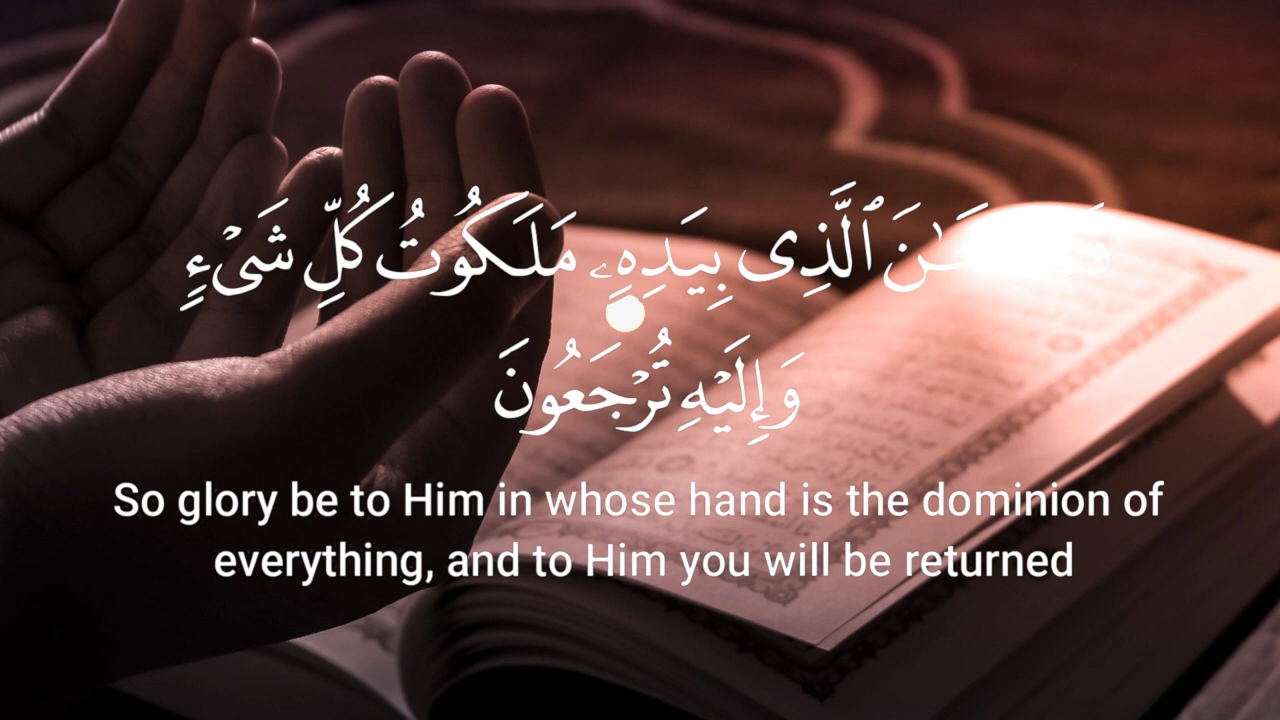 ٱلَّذِى بِيَدِهِۦ مَلَكُوتُ كُلِّ شَىْءٍ
وَإِلَيْهِ تُرْجَعُونَ
So glory be to Him in whose hand is the dominion of
everything, and to Him you will be returned